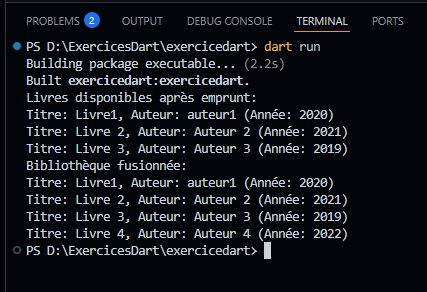 PROBLEMS 2 OUTPUT DEBUG CONSOLE TERMINAL PORTS
PS D:\ExercicesDart\exercicedart> dart run
Building package executable... (2.2s)
Built exercicedart:exercicedart.
Livres disponibles après emprunt:
Titre: Livre1, Auteur: auteur1 (Année: 2020)
Titre: Livre 2, Auteur: Auteur 2 (Année: 2021)
Titre: Livre 3, Auteur: Auteur 3 (Année: 2019)
Bibliothèque fusionnée:
Titre: Livre1, Auteur: auteur1 (Année: 2020)
Titre: Livre 2, Auteur: Auteur 2 (Année: 2021)
Titre: Livre 3, Auteur: Auteur 3 (Année: 2019)
Titre: Livre 4, Auteur: Auteur 4 (Année: 2022)
PS D:\ExercicesDart\exercicedart>